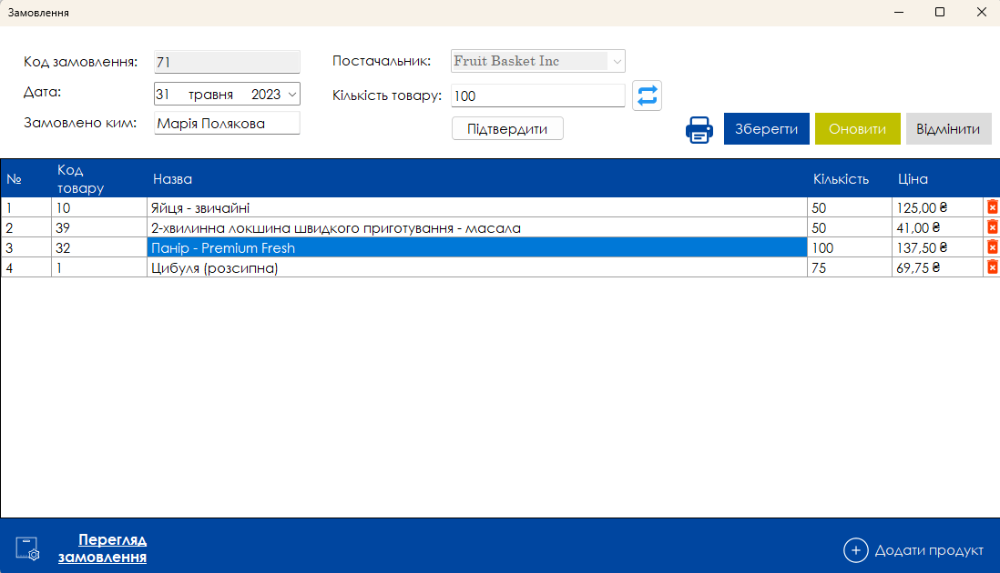 Замовлення
Код замовлення: 71
Постачальник: Fruit Basket Inc
Дата: 31 травня 2023
Кількість товару: 100
Замовлено ким: Марія Полякова
Підтвердити
Зберегти Оновити Відмінити
№ Код товару Назва Кількість Ціна
1 10 Яйця - звичайні 50 125,00 ₴
2 39 2-хвилинна локшина швидкого приготування - масала 50 41,00 ₴
3 32 Панір - Premium Fresh 100 137,50 ₴
4 1 Цибуля (розсипна) 75 69,75 ₴
Перегляд
замовлення
Додати продукт